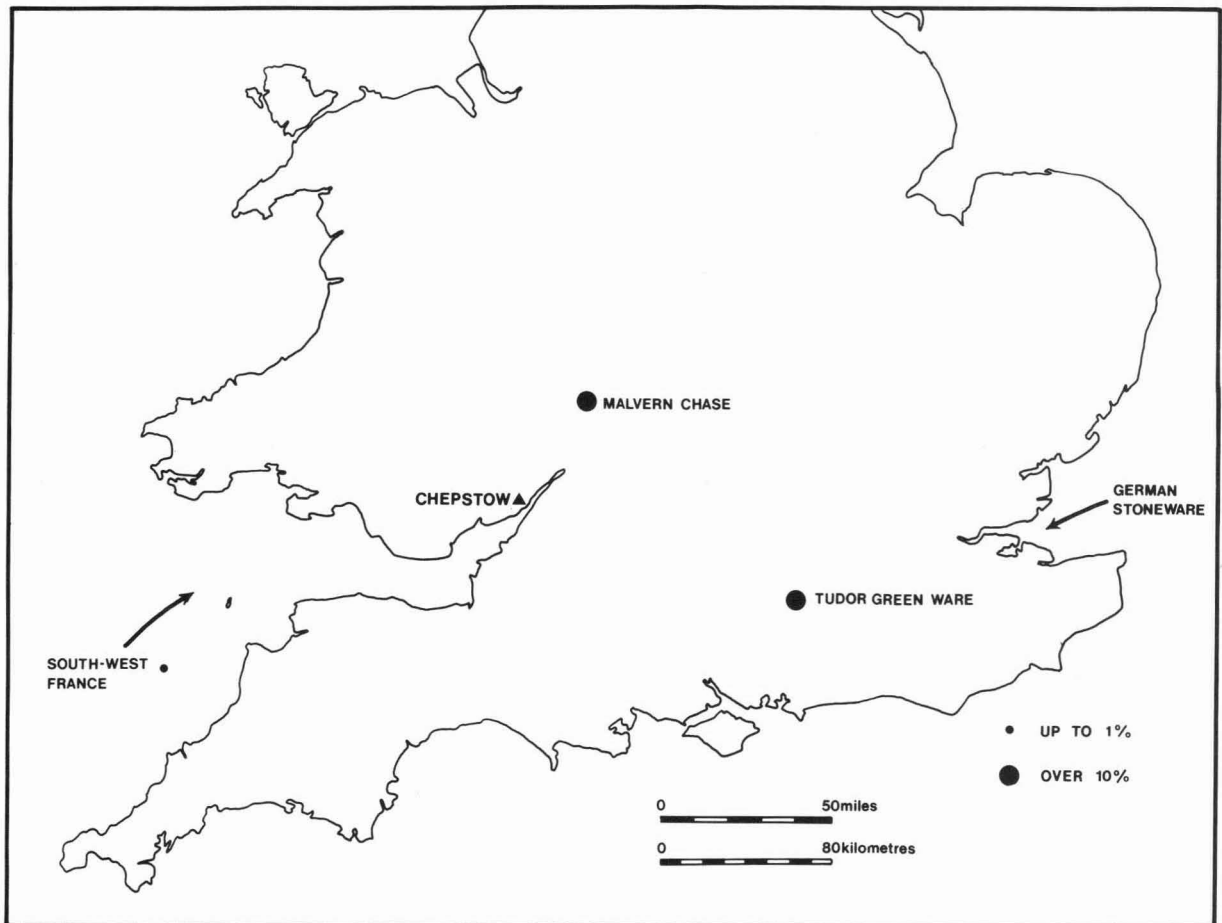 MALVERN CHASE
CHEPSTOW
GERMAN
STONEWARE
TUDOR GREEN WARE
SOUTH-WEST
FRANCE
UP TO 1%
OVER 10%
0 50miles
0 80kilometres